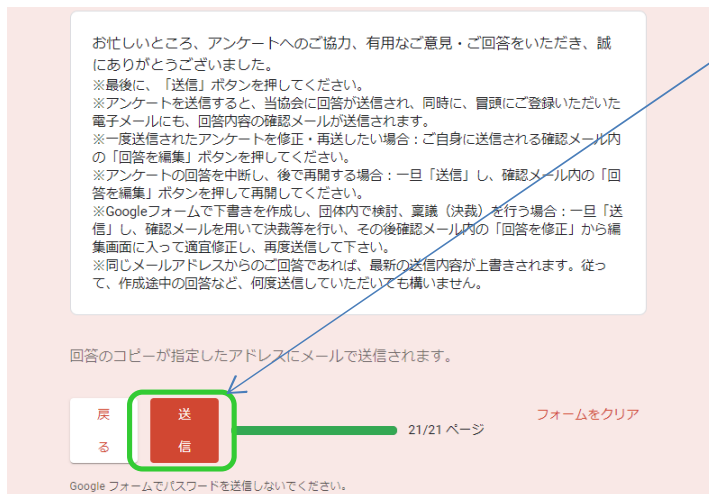 お忙しいところ、アンケートへのご協力、有用なご意見・ご回答をいただき、誠
にありがとうございました。
※最後に、「送信」ボタンを押してください。
※アンケートを送信すると、当協会に回答が送信され、同時に、冒頭にご登録いただいた
電子メールにも、回答内容の確認メールが送信されます。
※一度送信されたアンケートを修正・再送したい場合：ご自身に送信される確認メール内
の「回答を編集」ボタンを押してください。
※アンケートの回答を中断し、後で再開する場合：一旦「送信」し、確認メール内の「回
答を編集」ボタンを押して再開してください。
※Googleフォームで下書きを作成し、団体内で検討、稟議（決裁）を行う場合：一旦「送
信」し、確認メールを用いて決裁等を行い、その後確認メール内の「回答を修正」から編
集画面に入って適宜修正し、再度送信して下さい。
※同じメールアドレスからのご回答であれば、最新の送信内容が上書きされます。従っ
て、作成途中の回答など、何度送信していただいても構いません。
回答のコピーが指定したアドレスにメールで送信されます。
戻
る
送
信
21/21 ページ
フォームをクリア
Google フォームでパスワードを送信しないでください。